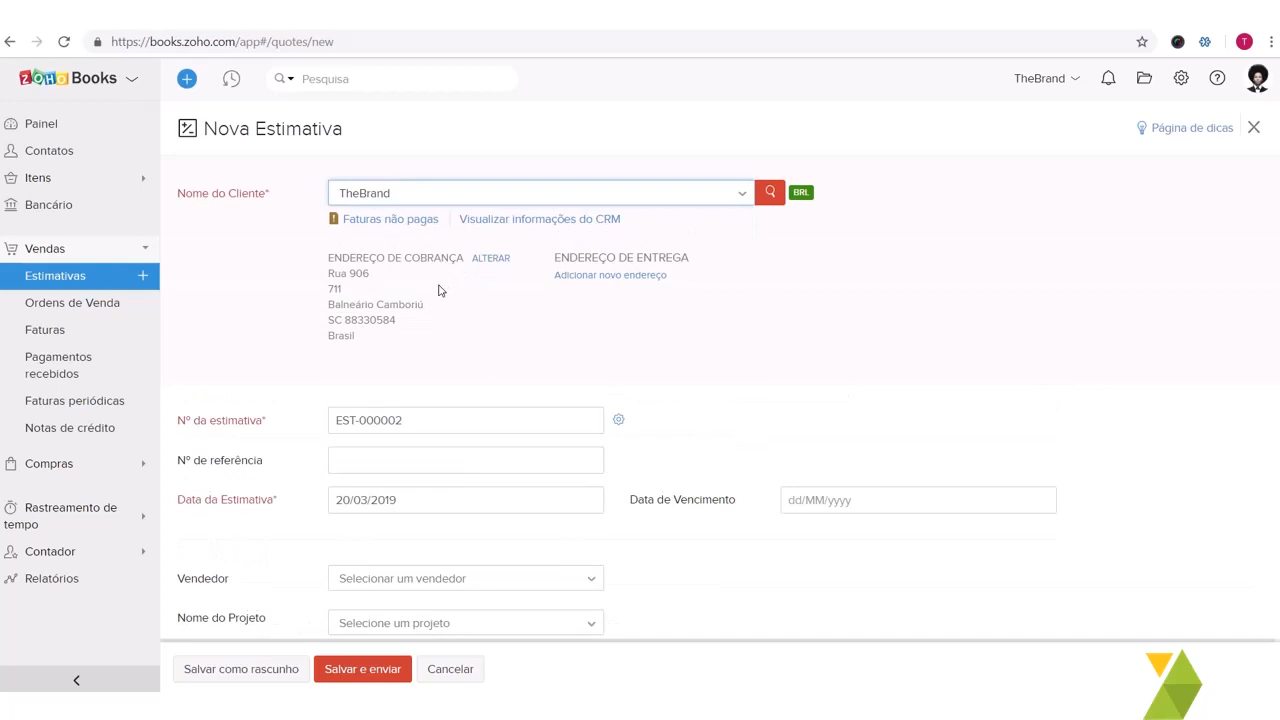 https://books.zoho.com/app#/quotes/new
T
ZOHO Books
Pesquisa
TheBrand
Painel
Contatos
Itens
Bancário
Vendas
Estimativas
Ordens de Venda
Faturas
Pagamentos
recebidos
Faturas periódicas
Notas de crédito
Compras
Rastreamento de
tempo
Contador
Relatórios
Nova Estimativa
Página de dicas
Nome do Cliente*
TheBrand
BRL
Faturas não pagas
Visualizar informações do CRM
ENDEREÇO DE COBRANÇA ALTERAR
Rua 906
711
Balneário Camboriú
SC 88330584
Brasil
ENDEREÇO DE ENTREGA
Adicionar novo endereço
Nº da estimativa*
EST-000002
Nº de referência
Data da Estimativa*
20/03/2019
Data de Vencimento
dd/MM/yyyy
Vendedor
Selecionar um vendedor
Nome do Projeto
Selecione um projeto
Salvar como rascunho
Salvar e enviar
Cancelar